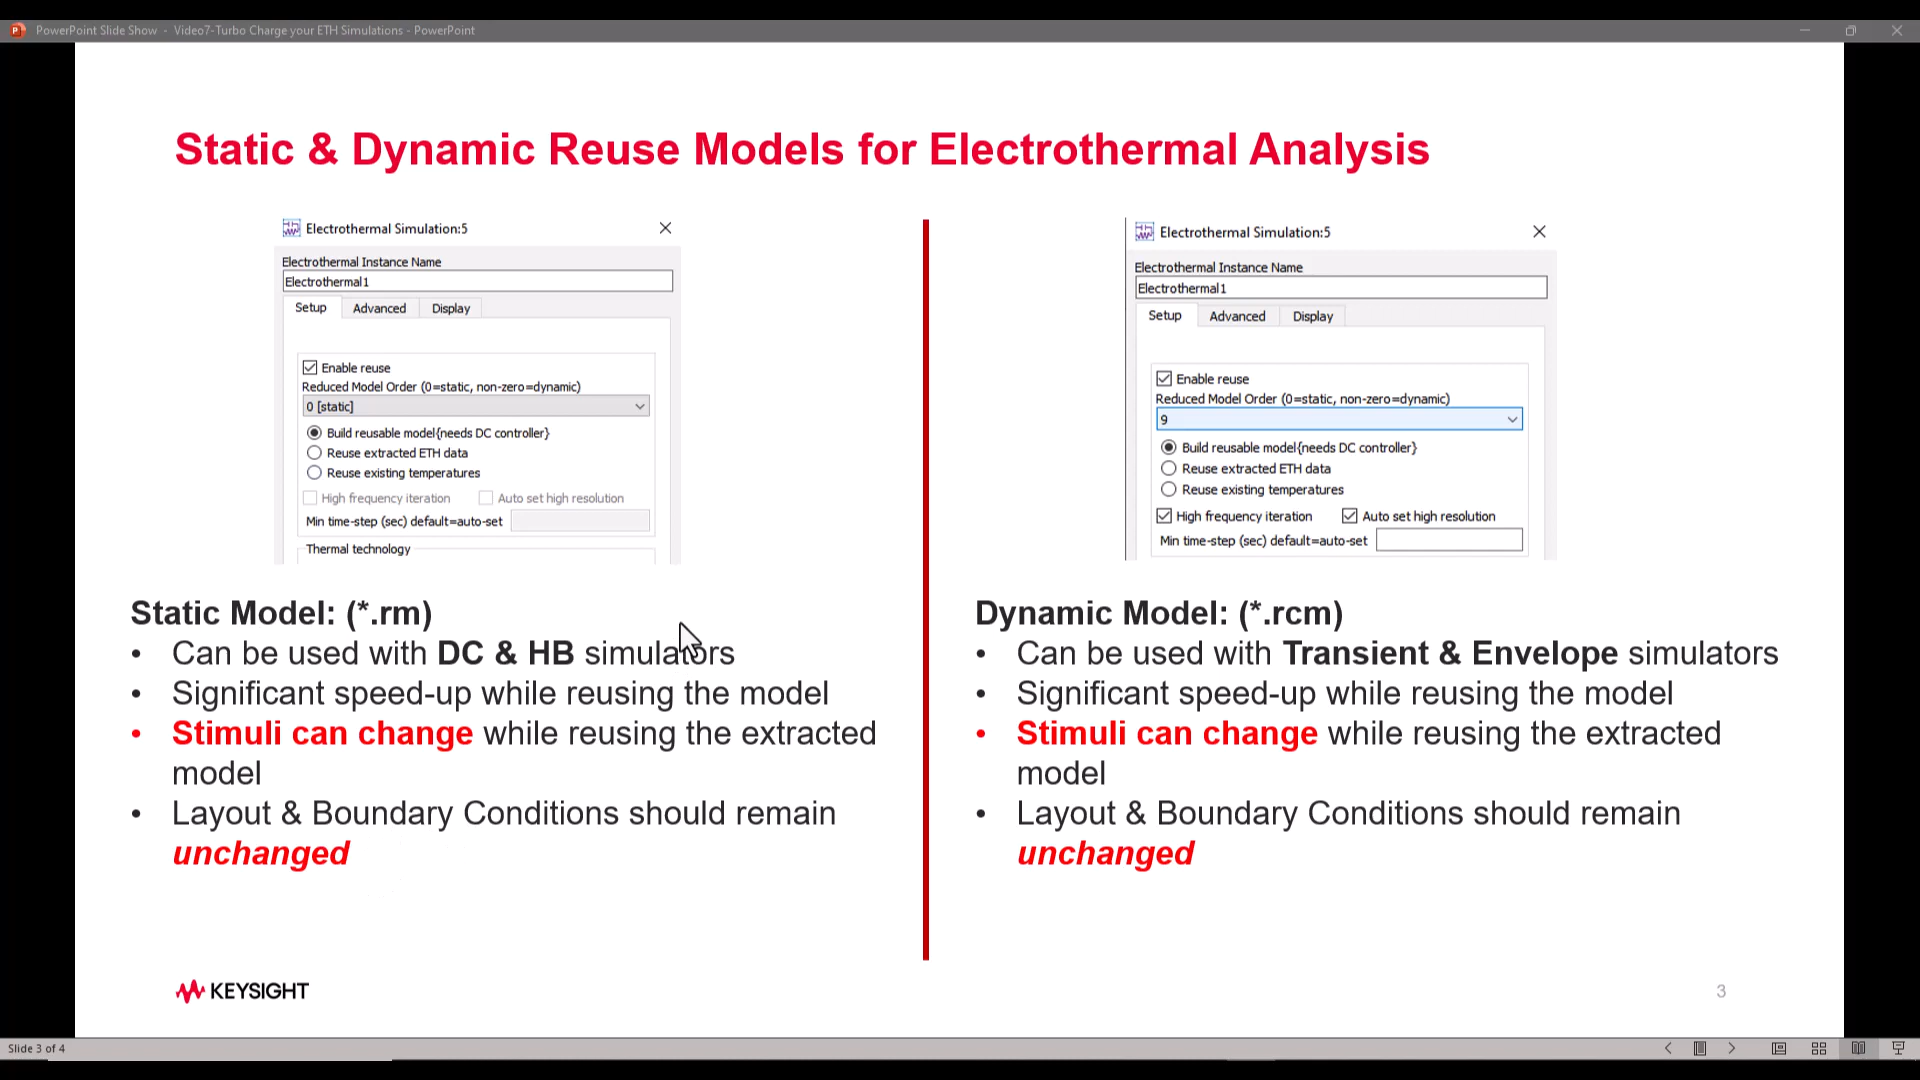 PowerPoint Slide Show - Video7-Turbo Charge your ETH Simulations - PowerPoint
Static & Dynamic Reuse Models for Electrothermal Analysis
Electrothermal Simulation:5
Electrothermal Instance Name
Electrothermal1
Setup Advanced Display
Enable reuse
Reduced Model Order (0=static, non-zero=dynamic)
0 [static]
Build reusable model{needs DC controller}
Reuse extracted ETH data
Reuse existing temperatures
High frequency iteration Auto set high resolution
Min time-step (sec) default=auto-set
Thermal technology
Static Model: (*.rm)
• Can be used with DC & HB simulators
• Significant speed-up while reusing the model
• Stimuli can change while reusing the extracted
model
• Layout & Boundary Conditions should remain
unchanged
Electrothermal Simulation:5
Electrothermal Instance Name
Electrothermal1
Setup Advanced Display
Enable reuse
Reduced Model Order (0=static, non-zero=dynamic)
9
Build reusable model{needs DC controller}
Reuse extracted ETH data
Reuse existing temperatures
High frequency iteration Auto set high resolution
Min time-step (sec) default=auto-set
Dynamic Model: (*.rcm)
• Can be used with Transient & Envelope simulators
• Significant speed-up while reusing the model
• Stimuli can change while reusing the extracted
model
• Layout & Boundary Conditions should remain
unchanged
KEYSIGHT
3
Slide 3 of 4